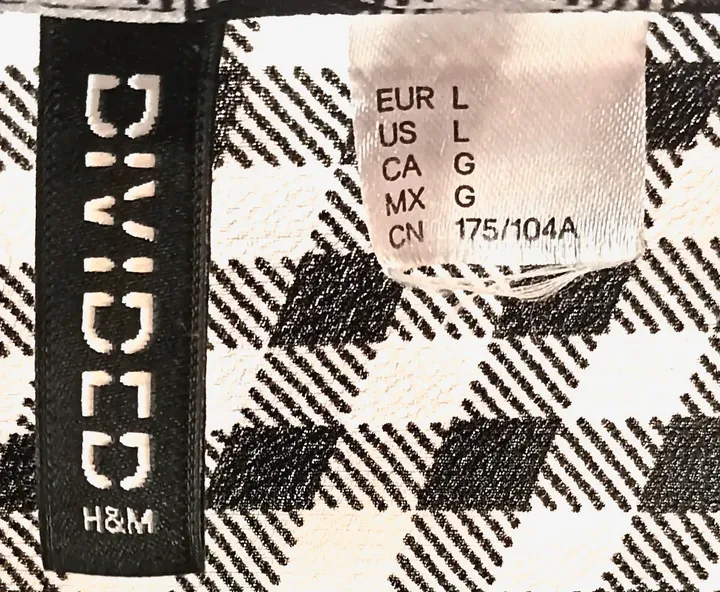 DIVIDED
H&M
EUR L
US L
CA G
MX G
CN 175/104A